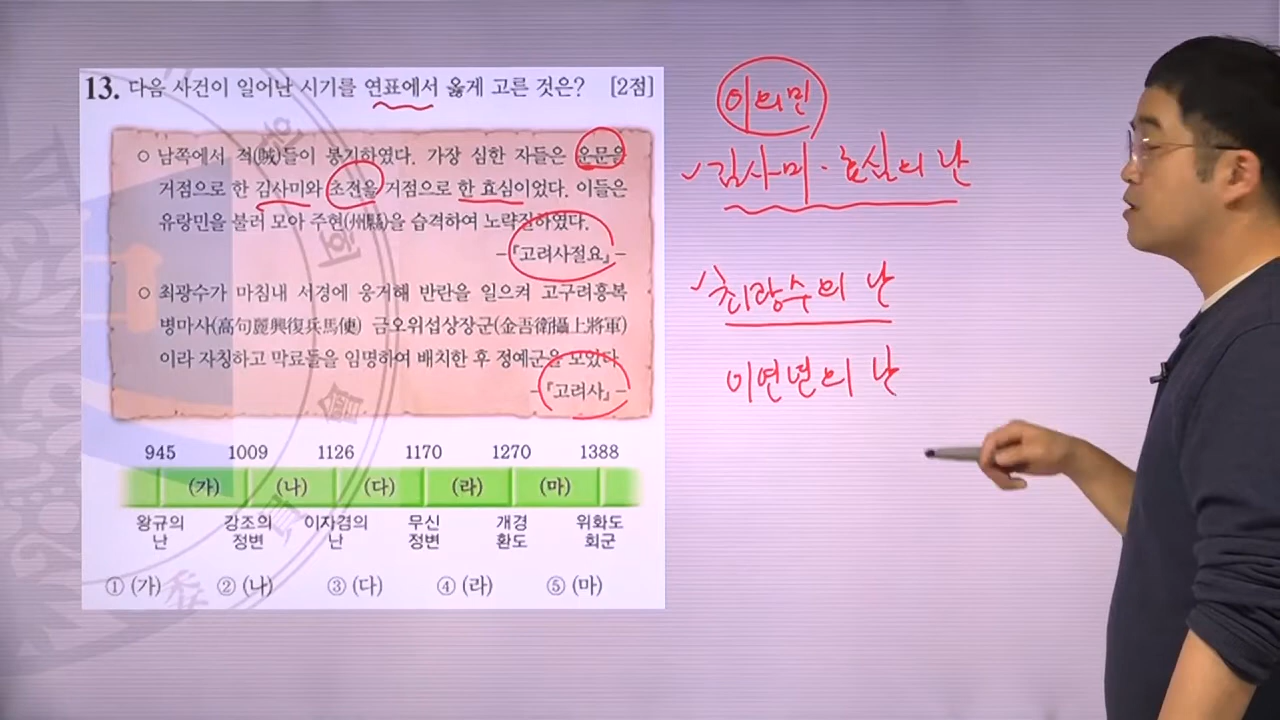 13. 다음 사건이 일어난 시기를 연표에서 옳게 고른 것은? [2점]
○ 남쪽에서 적(賊)들이 봉기하였다. 가장 심한 자들은 운문을
거점으로 한 김사미와 초전을 거점으로 한 효심이었다. 이들은
유랑민을 불러 모아 주현(州縣)을 습격하여 노략질하였다.
-『고려사절요』-
○ 최광수가 마침내 서경에 웅거해 반란을 일으켜 고구려흥복
병마사(高句麗興復兵馬使) 금오위섭상장군(金吾衛攝上將軍)
이라 자칭하고 막료들을 임명하여 배치한 후 정예군을 모았다.
-『고려사』-
945 1009 1126 1170 1270 1388
(가) (나) (다) (라) (마)
왕규의 강조의 이자겸의 무신 개경 위화도
난 정변 난 정변 환도 회군
① (가) ② (나) ③ (다) ④ (라) ⑤ (마)
이의민
김사미·효심의 난
최광수의 난
이연년의 난